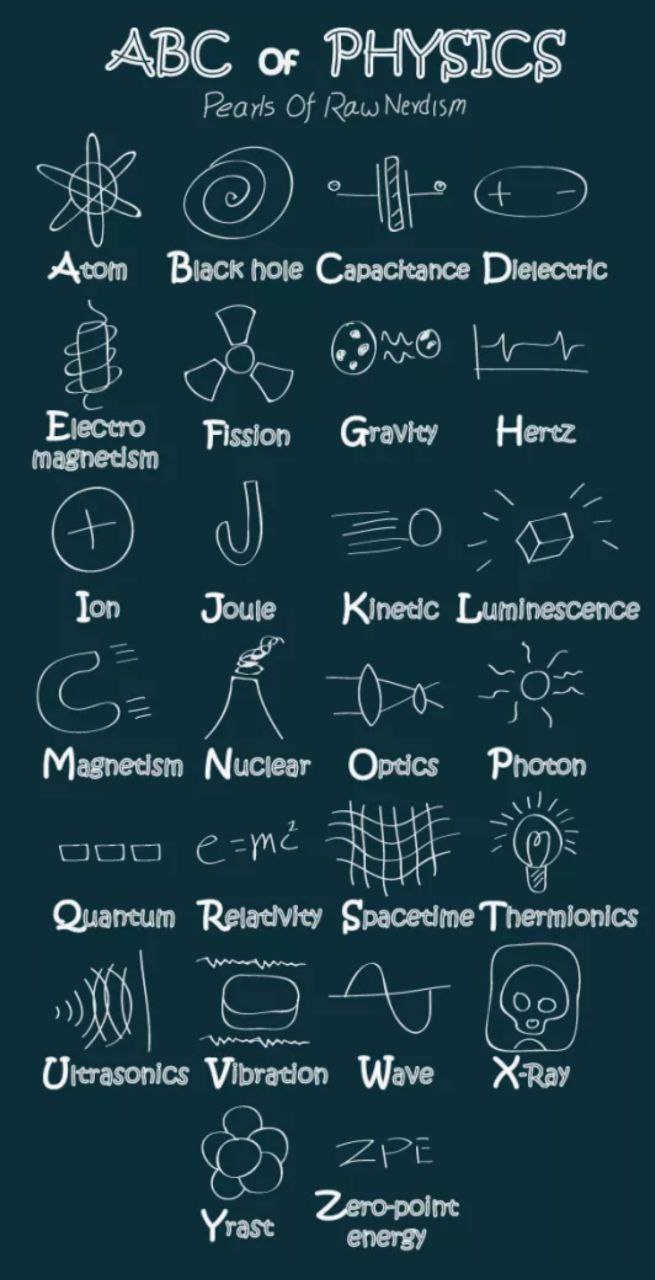 ABC OF PHYSICS
Pearls Of Raw Nerdism
+ -
Atom Black hole Capacitance Dielectric
Electro
magnetism Fission Gravity Hertz
+ J
Ion Joule Kinetic Luminescence
Magnetism Nuclear Optics Photon
e=mc²
Quantum Relativity Spacetime Thermionics
Ultrasonics Vibration Wave X-Ray
ZPE
Yrast Zero-point
energy